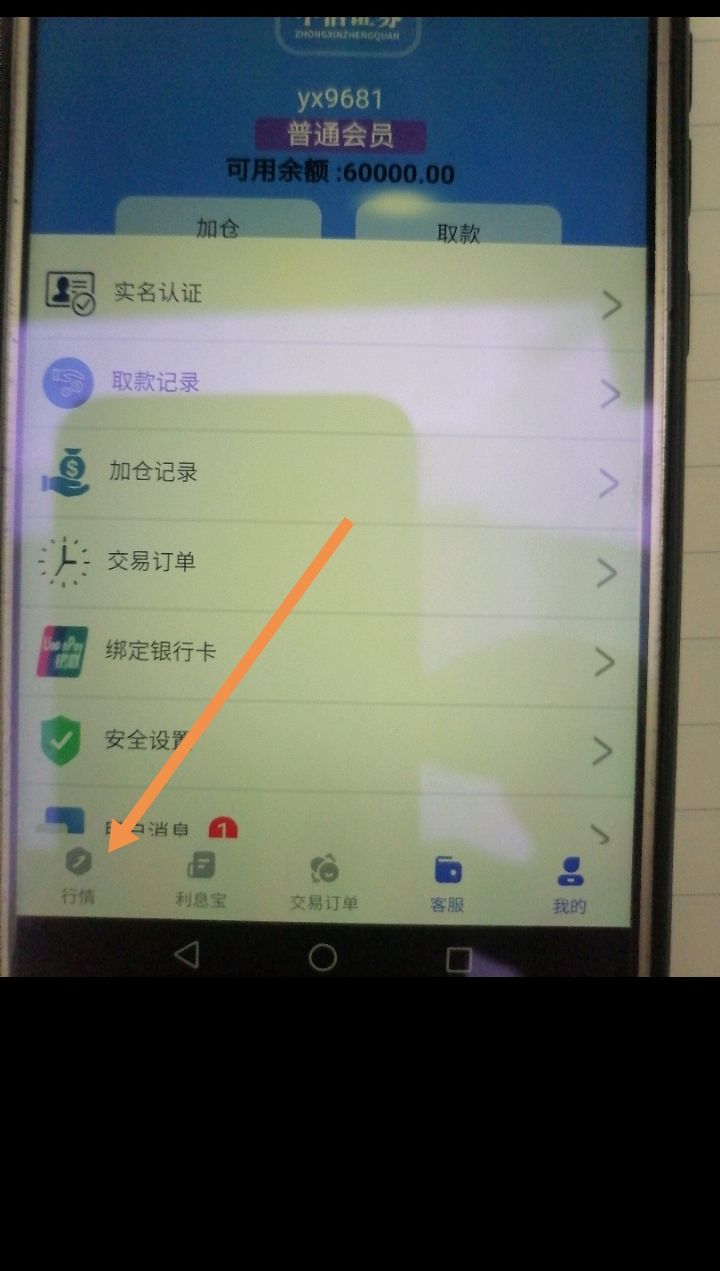 ZHONGXINZHENGQUAN
yx9681
普通会员
可用余额 :60000.00
加仓
取款
实名认证
取款记录
加仓记录
交易订单
绑定银行卡
安全设置
消息
1
行情
利息宝
交易订单
客服
我的